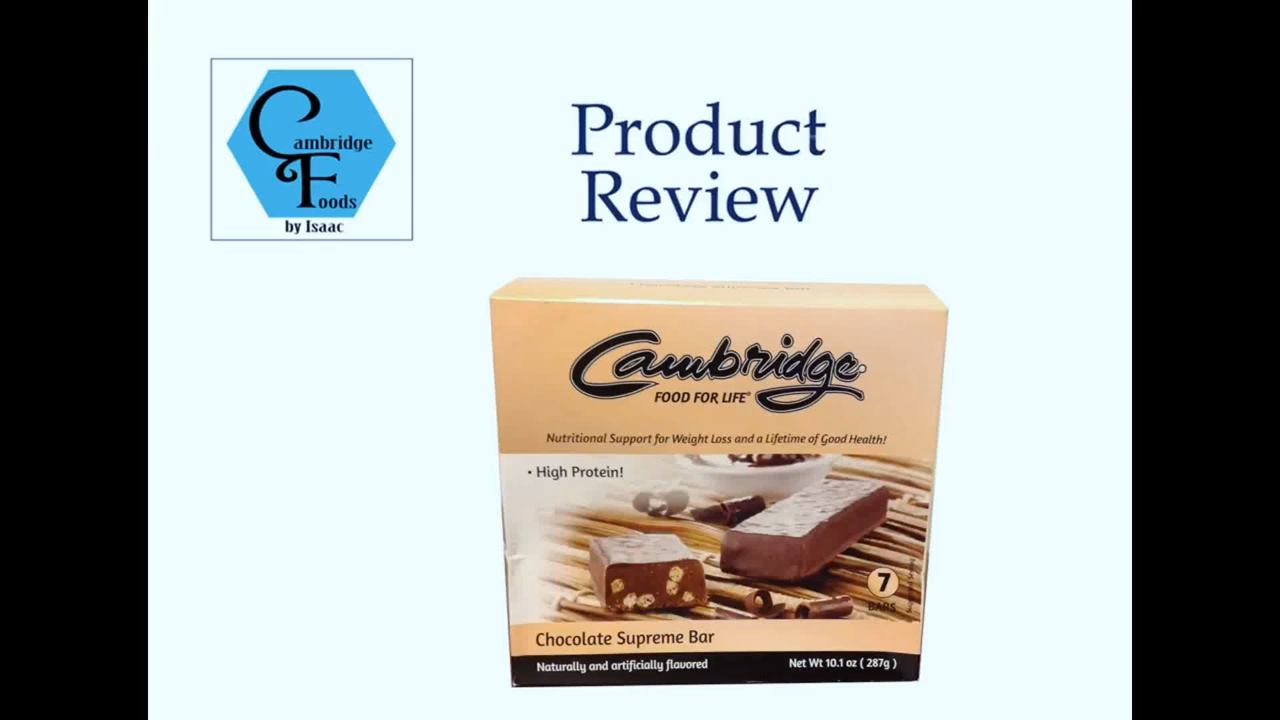 Cambridge
Foods
by Isaac
Product
Review
Cambridge
FOOD FOR LIFE®
Nutritional Support for Weight Loss and a Lifetime of Good Health!
• High Protein!
7
BARS
Chocolate Supreme Bar
Naturally and artificially flavored
Net Wt 10.1 oz ( 287g )